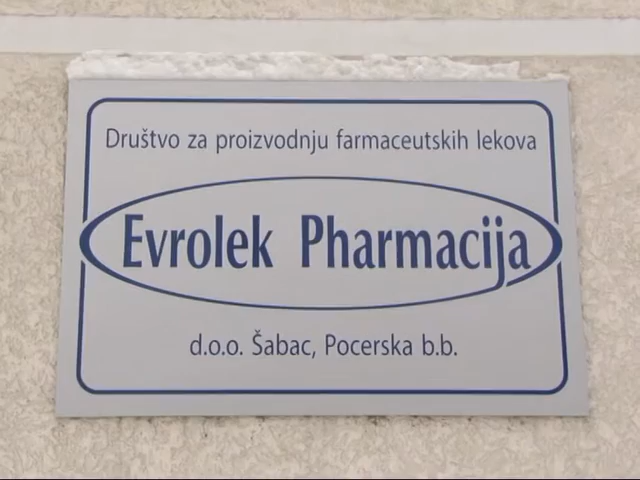 Društvo za proizvodnju farmaceutskih lekova
Evrolek Pharmacija
d.o.o. Šabac, Pocerska b.b.